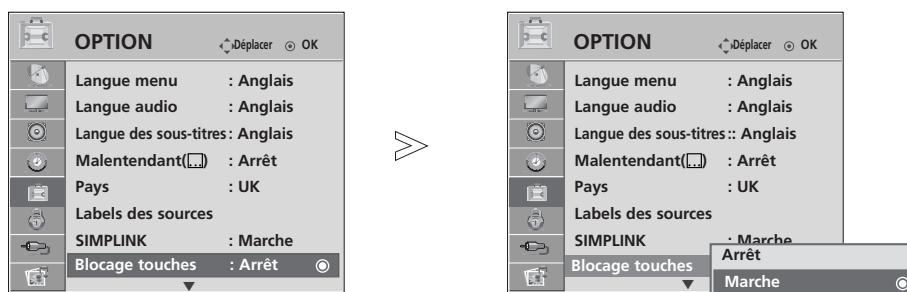 OPTION Déplacer OK
Langue menu : Anglais
Langue audio : Anglais
Langue des sous-titres : Anglais
Malentendant(...) : Arrêt
Pays : UK
Labels des sources
SIMPLINK : Marche
Blocage touches : Arrêt
OPTION Déplacer OK
Langue menu : Anglais
Langue audio : Anglais
Langue des sous-titres :: Anglais
Malentendant(...) : Arrêt
Pays : UK
Labels des sources
SIMPLINK : Marche
Blocage touches
Arrêt
Marche